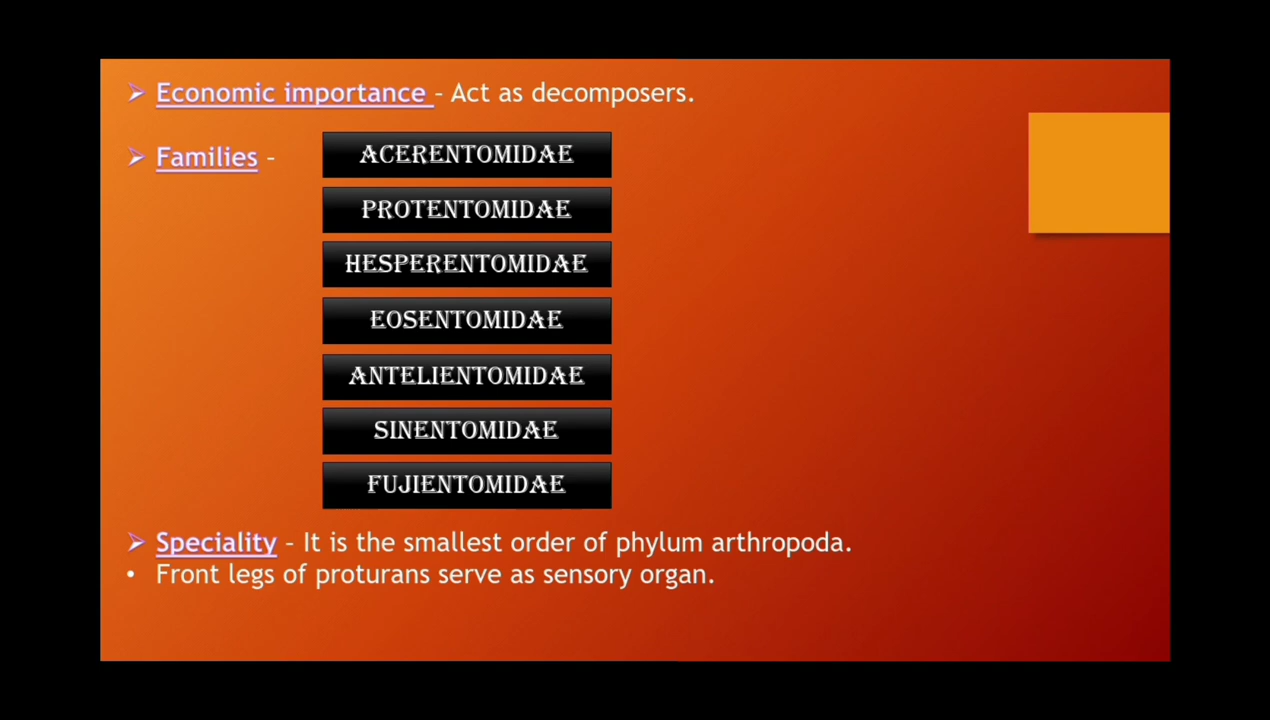 ➢ Economic importance – Act as decomposers.
➢ Families –
ACERENTOMIDAE
PROTENTOMIDAE
HESPERENTOMIDAE
EOSENTOMIDAE
ANTELIENTOMIDAE
SINENTOMIDAE
FUJIENTOMIDAE
➢ Speciality – It is the smallest order of phylum arthropoda.
• Front legs of proturans serve as sensory organ.